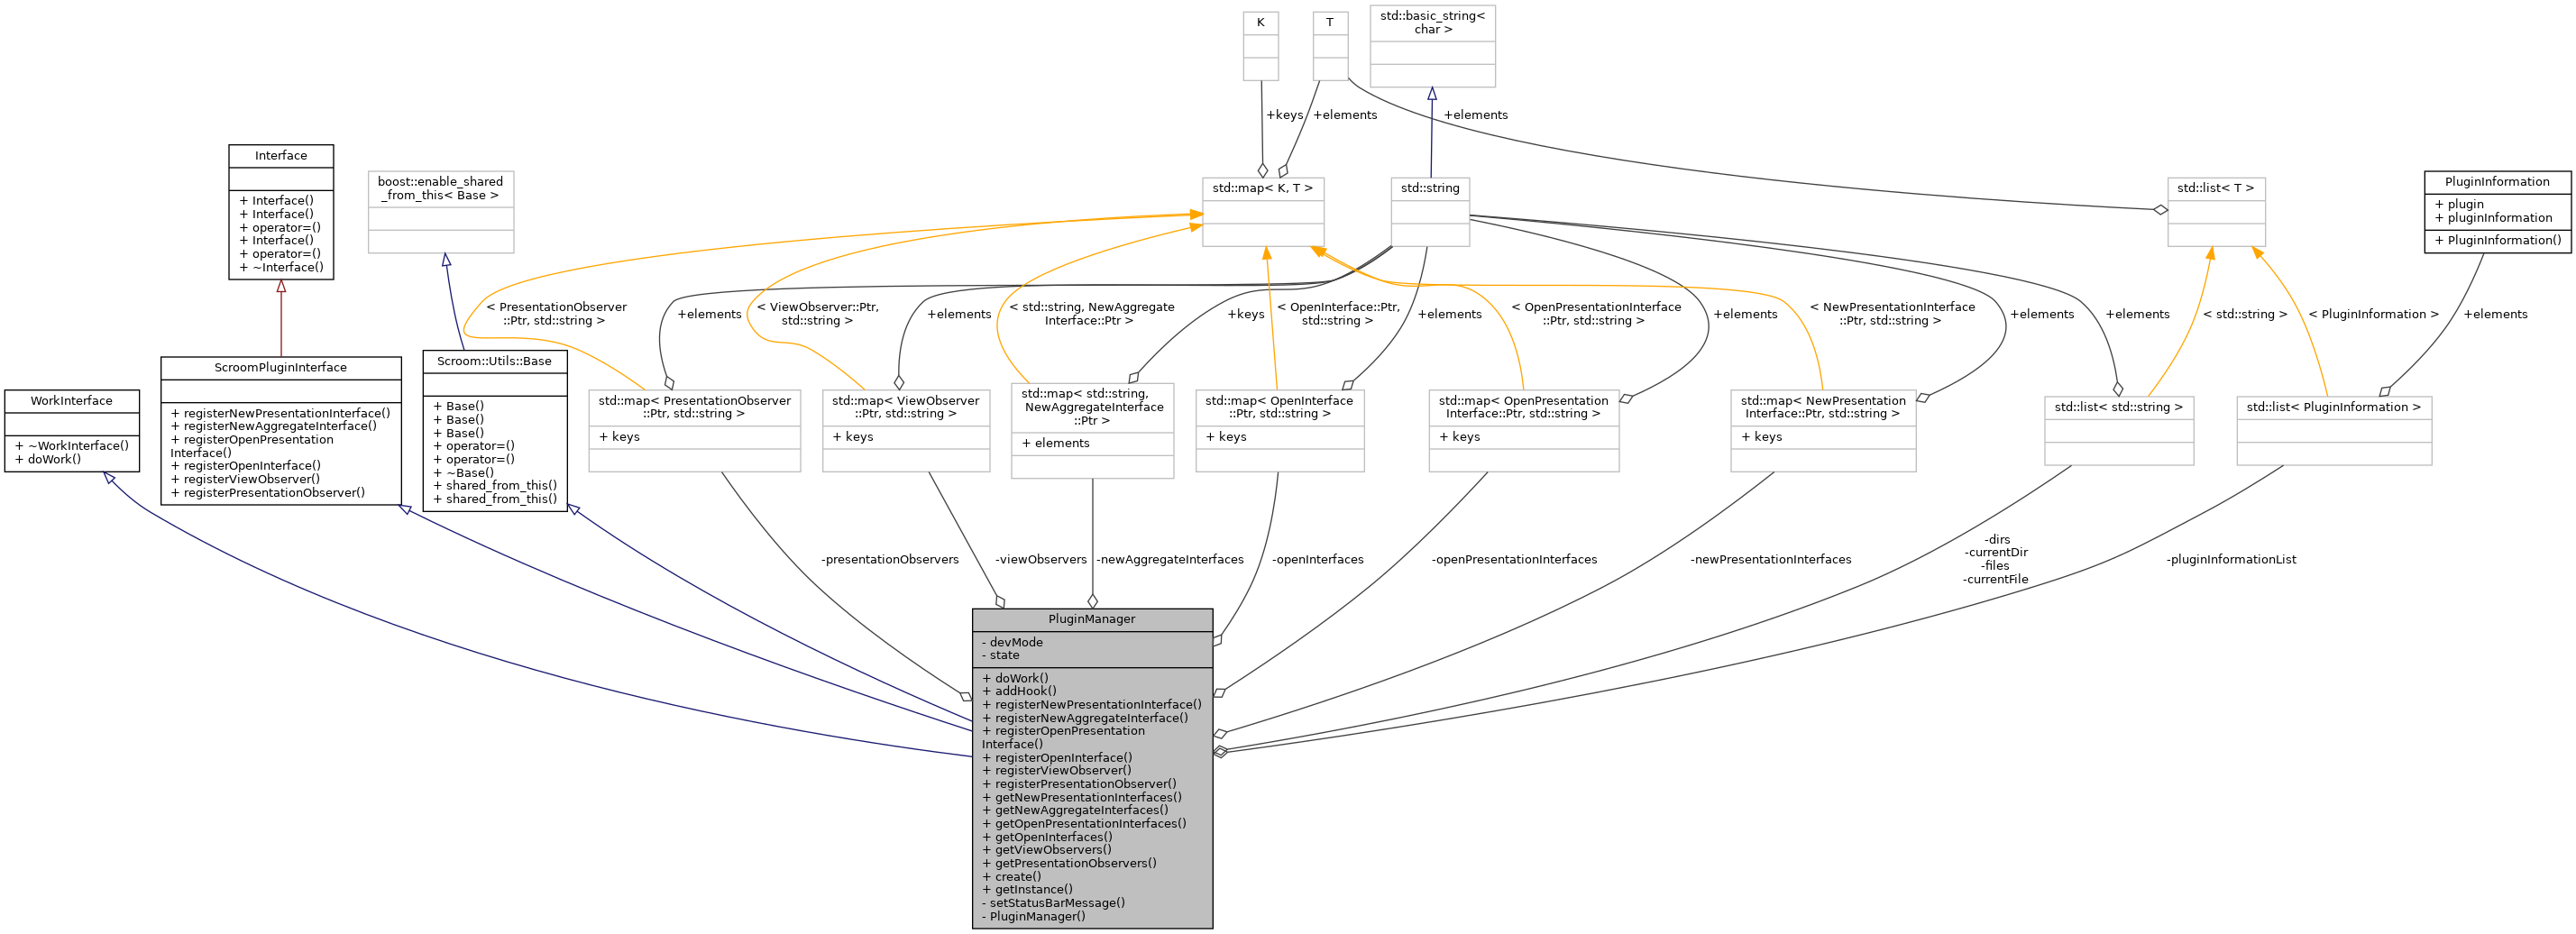 K
T
std::basic_string<
char >
+keys
+elements
+elements
Interface
+ Interface()
+ Interface()
+ operator=()
+ Interface()
+ operator=()
+ ~Interface()
boost::enable_shared
_from_this< Base >
std::map< K, T >
std::string
std::list< T >
PluginInformation
+ plugin
+ pluginInformation
+ PluginInformation()
< PresentationObserver
::Ptr, std::string >
+elements
< ViewObserver::Ptr,
std::string >
+elements
< std::string, NewAggregate
Interface::Ptr >
+keys
< OpenInterface::Ptr,
std::string >
+elements
< OpenPresentationInterface
::Ptr, std::string >
+elements
< NewPresentationInterface
::Ptr, std::string >
+elements
+elements
< std::string >
< PluginInformation >
+elements
WorkInterface
+ ~WorkInterface()
+ doWork()
ScroomPluginInterface
+ registerNewPresentationInterface()
+ registerNewAggregateInterface()
+ registerOpenPresentation
Interface()
+ registerOpenInterface()
+ registerViewObserver()
+ registerPresentationObserver()
Scroom::Utils::Base
+ Base()
+ Base()
+ Base()
+ operator=()
+ operator=()
+ ~Base()
+ shared_from_this()
+ shared_from_this()
std::map< PresentationObserver
::Ptr, std::string >
+ keys
std::map< ViewObserver
::Ptr, std::string >
+ keys
std::map< std::string,
NewAggregateInterface
::Ptr >
+ elements
std::map< OpenInterface
::Ptr, std::string >
+ keys
std::map< OpenPresentation
Interface::Ptr, std::string >
+ keys
std::map< NewPresentation
Interface::Ptr, std::string >
+ keys
std::list< std::string >
std::list< PluginInformation >
-presentationObservers
-viewObservers
-newAggregateInterfaces
-openInterfaces
-openPresentationInterfaces
-newPresentationInterfaces
-dirs
-currentDir
-files
-currentFile
-pluginInformationList
PluginManager
- devMode
- state
+ doWork()
+ addHook()
+ registerNewPresentationInterface()
+ registerNewAggregateInterface()
+ registerOpenPresentation
Interface()
+ registerOpenInterface()
+ registerViewObserver()
+ registerPresentationObserver()
+ getNewPresentationInterfaces()
+ getNewAggregateInterfaces()
+ getOpenPresentationInterfaces()
+ getOpenInterfaces()
+ getViewObservers()
+ getPresentationObservers()
+ create()
+ getInstance()
- setStatusBarMessage()
- PluginManager()